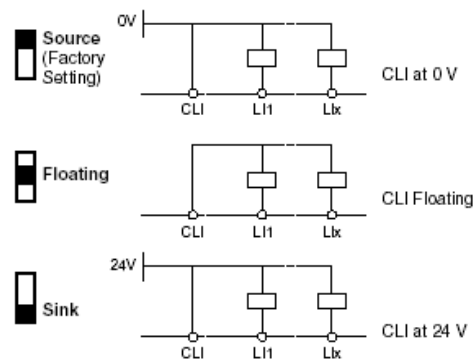 0V
Source
(Factory
Setting)
CLI at 0 V
CLI LI1 LIx
Floating
CLI Floating
CLI LI1 LIx
24V
Sink
CLI at 24 V
CLI LI1 LIx